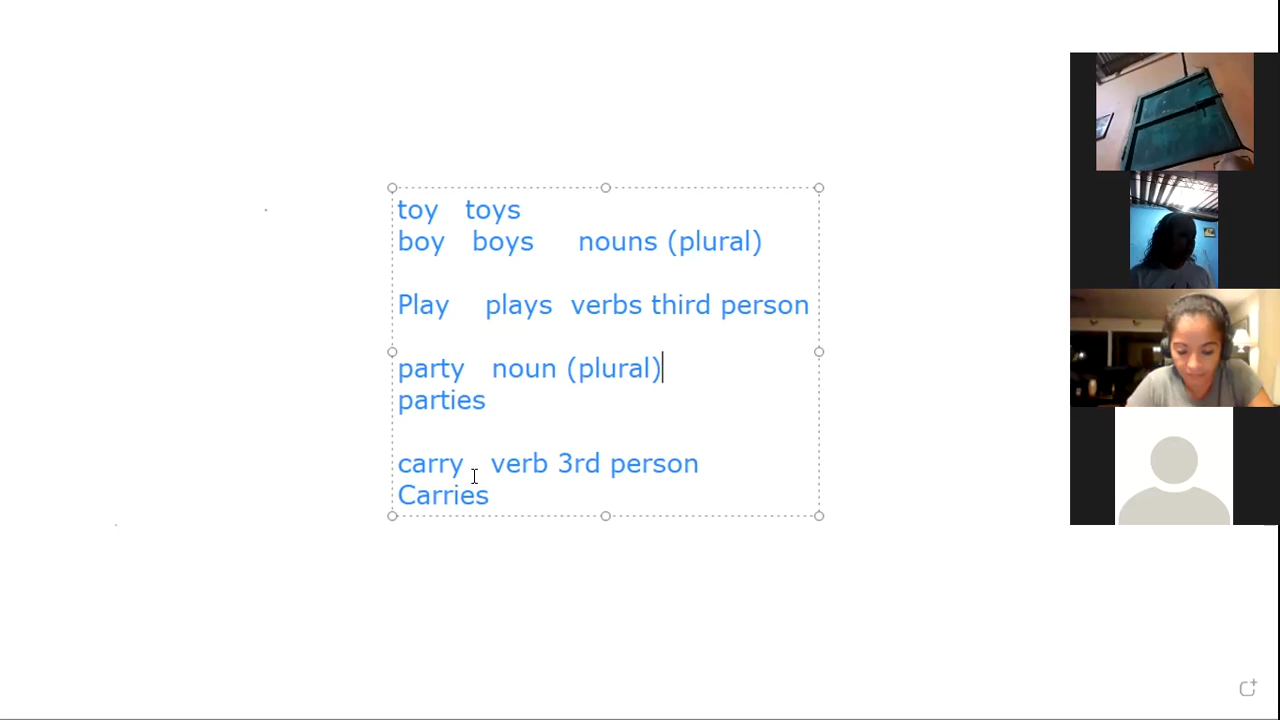 toy toys
boy boys nouns (plural)
Play plays verbs third person
party noun (plural)
parties
carry verb 3rd person
Carries